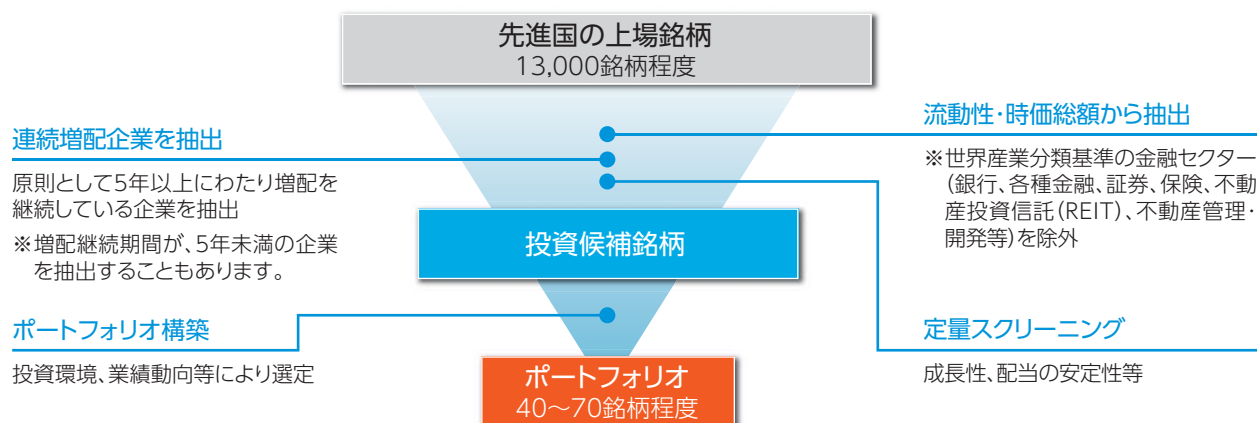 先進国の上場銘柄
13,000銘柄程度
連続増配企業を抽出
原則として5年以上にわたり増配を
継続している企業を抽出
※増配継続期間が、5年未満の企業
を抽出することもあります。
流動性・時価総額から抽出
※世界産業分類基準の金融セクター
(銀行、各種金融、証券、保険、不動
産投資信託(REIT)、不動産管理・
開発等)を除外
投資候補銘柄
ポートフォリオ構築
投資環境、業績動向等により選定
定量スクリーニング
成長性、配当の安定性等
ポートフォリオ
40〜70銘柄程度